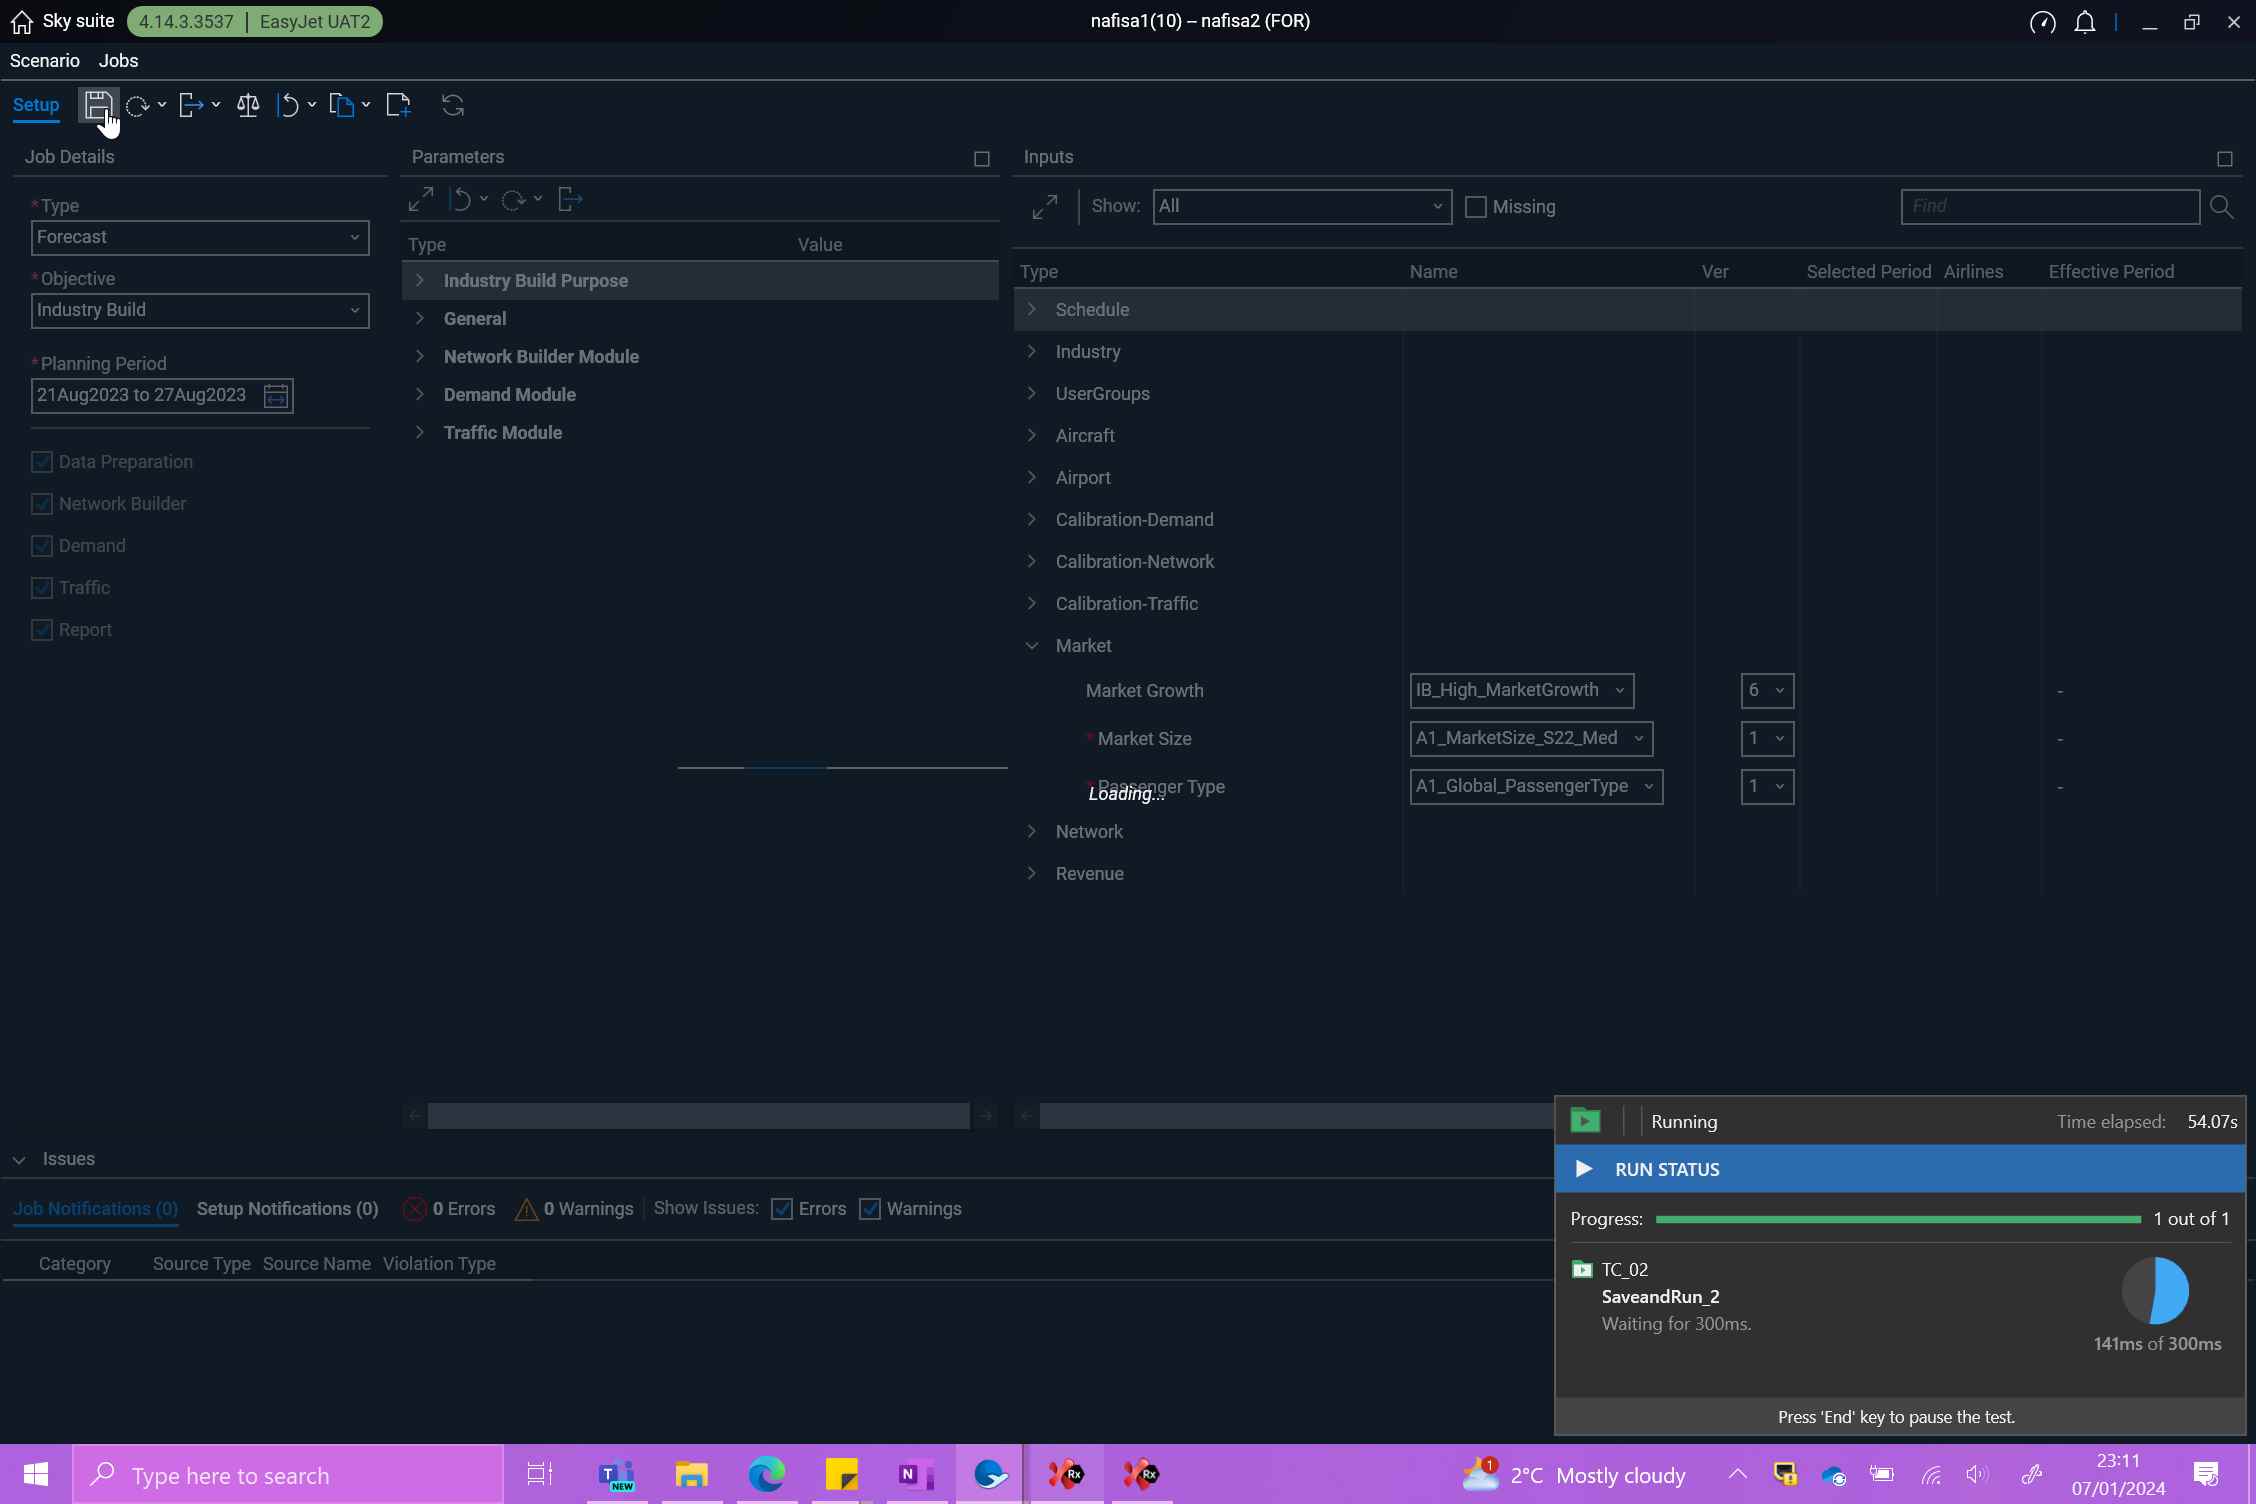 Sky suite 4.14.3.3537 | EasyJet UAT2 nafisa1(10) – nafisa2 (FOR)
Scenario Jobs
Setup
Job Details
* Type
Forecast
* Objective
Industry Build
* Planning Period
21Aug2023 to 27Aug2023
Data Preparation
Network Builder
Demand
Traffic
Report
Parameters
Type Value
Industry Build Purpose
General
Network Builder Module
Demand Module
Traffic Module
Inputs
Show: All Missing Find
Type Name Ver Selected Period Airlines Effective Period
Schedule
Industry
UserGroups
Aircraft
Airport
Calibration-Demand
Calibration-Network
Calibration-Traffic
Market
Market Growth IB_High_MarketGrowth 6 -
* Market Size A1_MarketSize_S22_Med 1 -
* Passenger Type A1_Global_PassengerType 1 -
Loading...
Network
Revenue
Issues
Job Notifications (0) Setup Notifications (0) 0 Errors 0 Warnings Show Issues: Errors Warnings
Category Source Type Source Name Violation Type
Running Time elapsed: 54.07s
RUN STATUS
Progress: 1 out of 1
TC_02
SaveandRun_2
Waiting for 300ms.
141ms of 300ms
Press 'End' key to pause the test.
Type here to search
T
NEW
N
Rx
Rx
1
2°C Mostly cloudy
23:11
07/01/2024